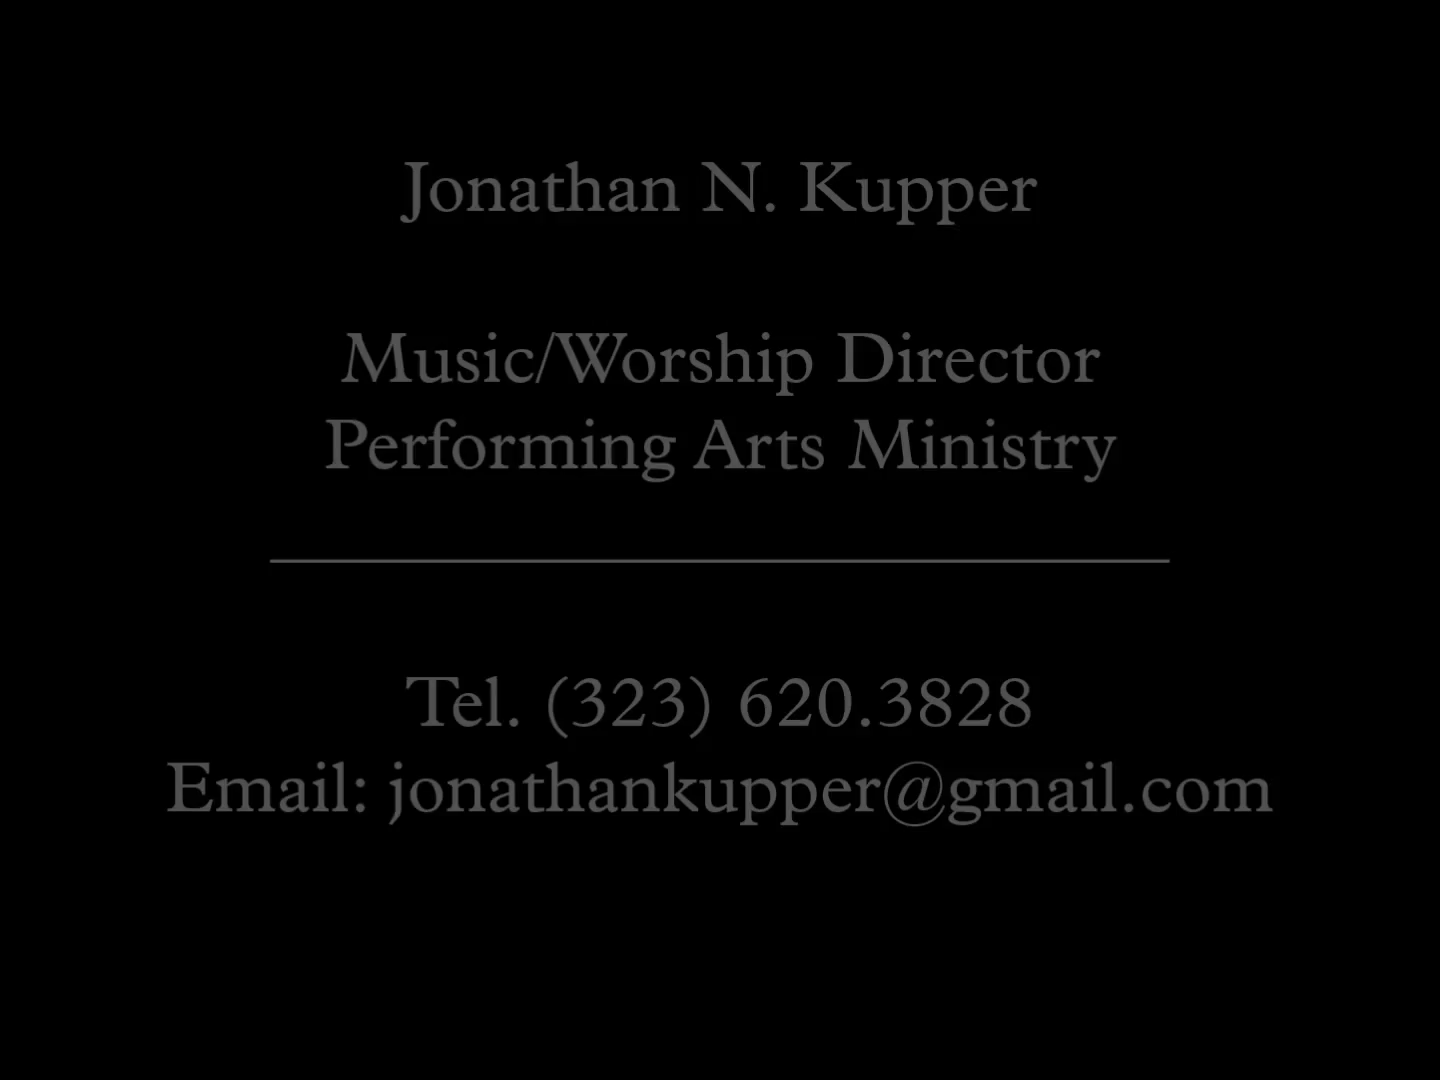 Jonathan N. Kupper
Music/Worship Director
Performing Arts Ministry
Tel. (323) 620.3828
Email: jonathankupper@gmail.com